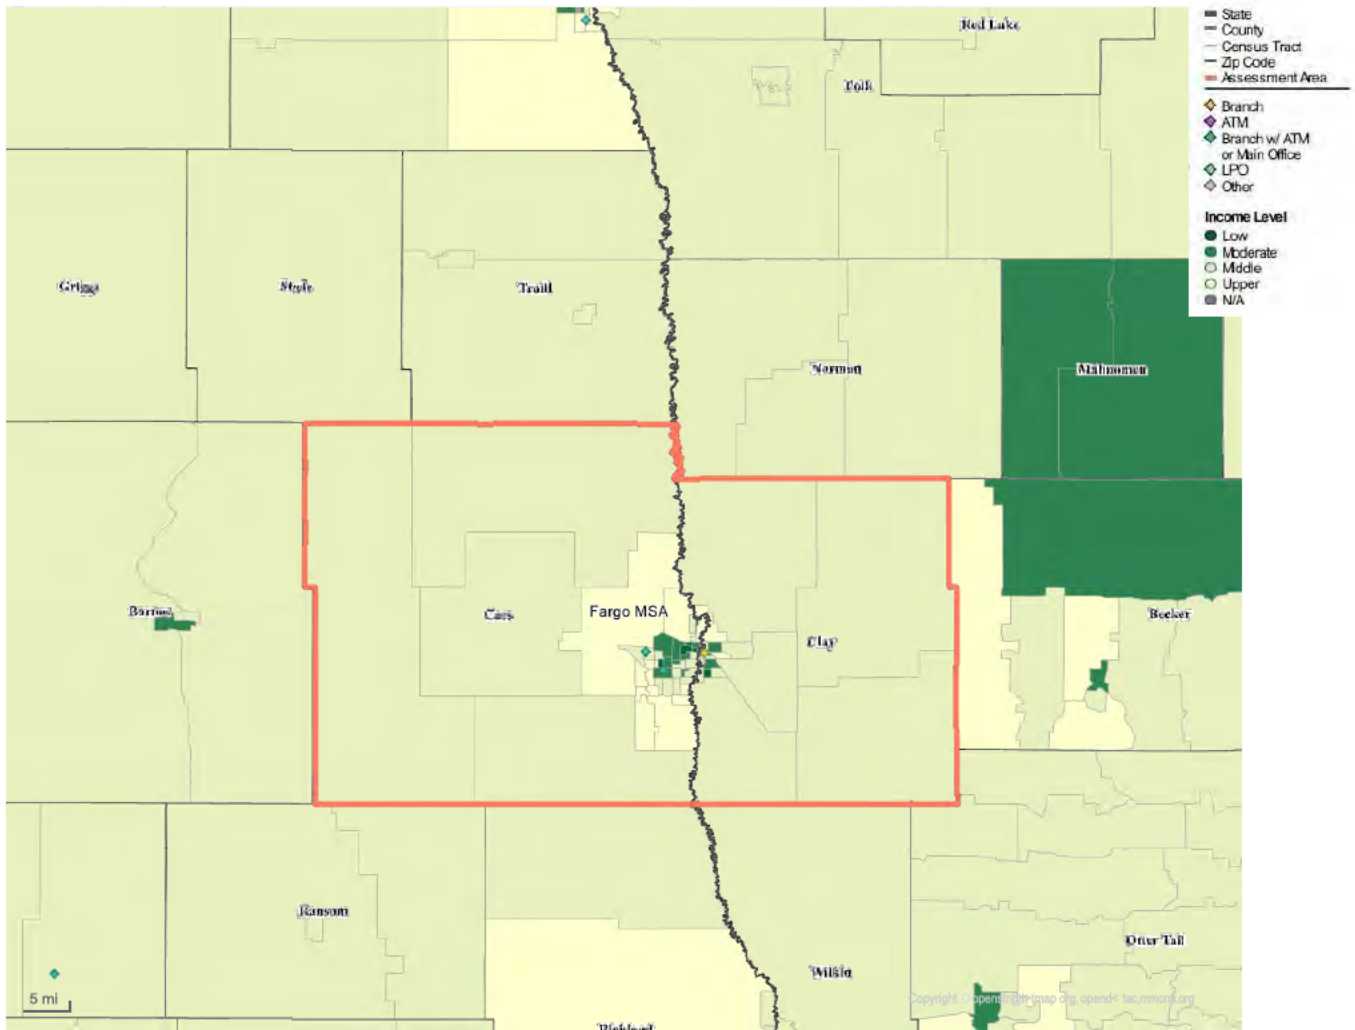 State
County
Census Tract
Zip Code
Assessment Area
Branch
ATM
Branch w/ ATM
or Main Office
LPO
Other
Income Level
Low
Moderate
Middle
Upper
N/A
Red Lake
Polk
Griggs
Steele
Traill
Norman
Mahnomen
Barnes
Cass
Fargo MSA
Clay
Becker
Ransom
Otter Tail
Wilkin
5 mi
Richland
Copyright